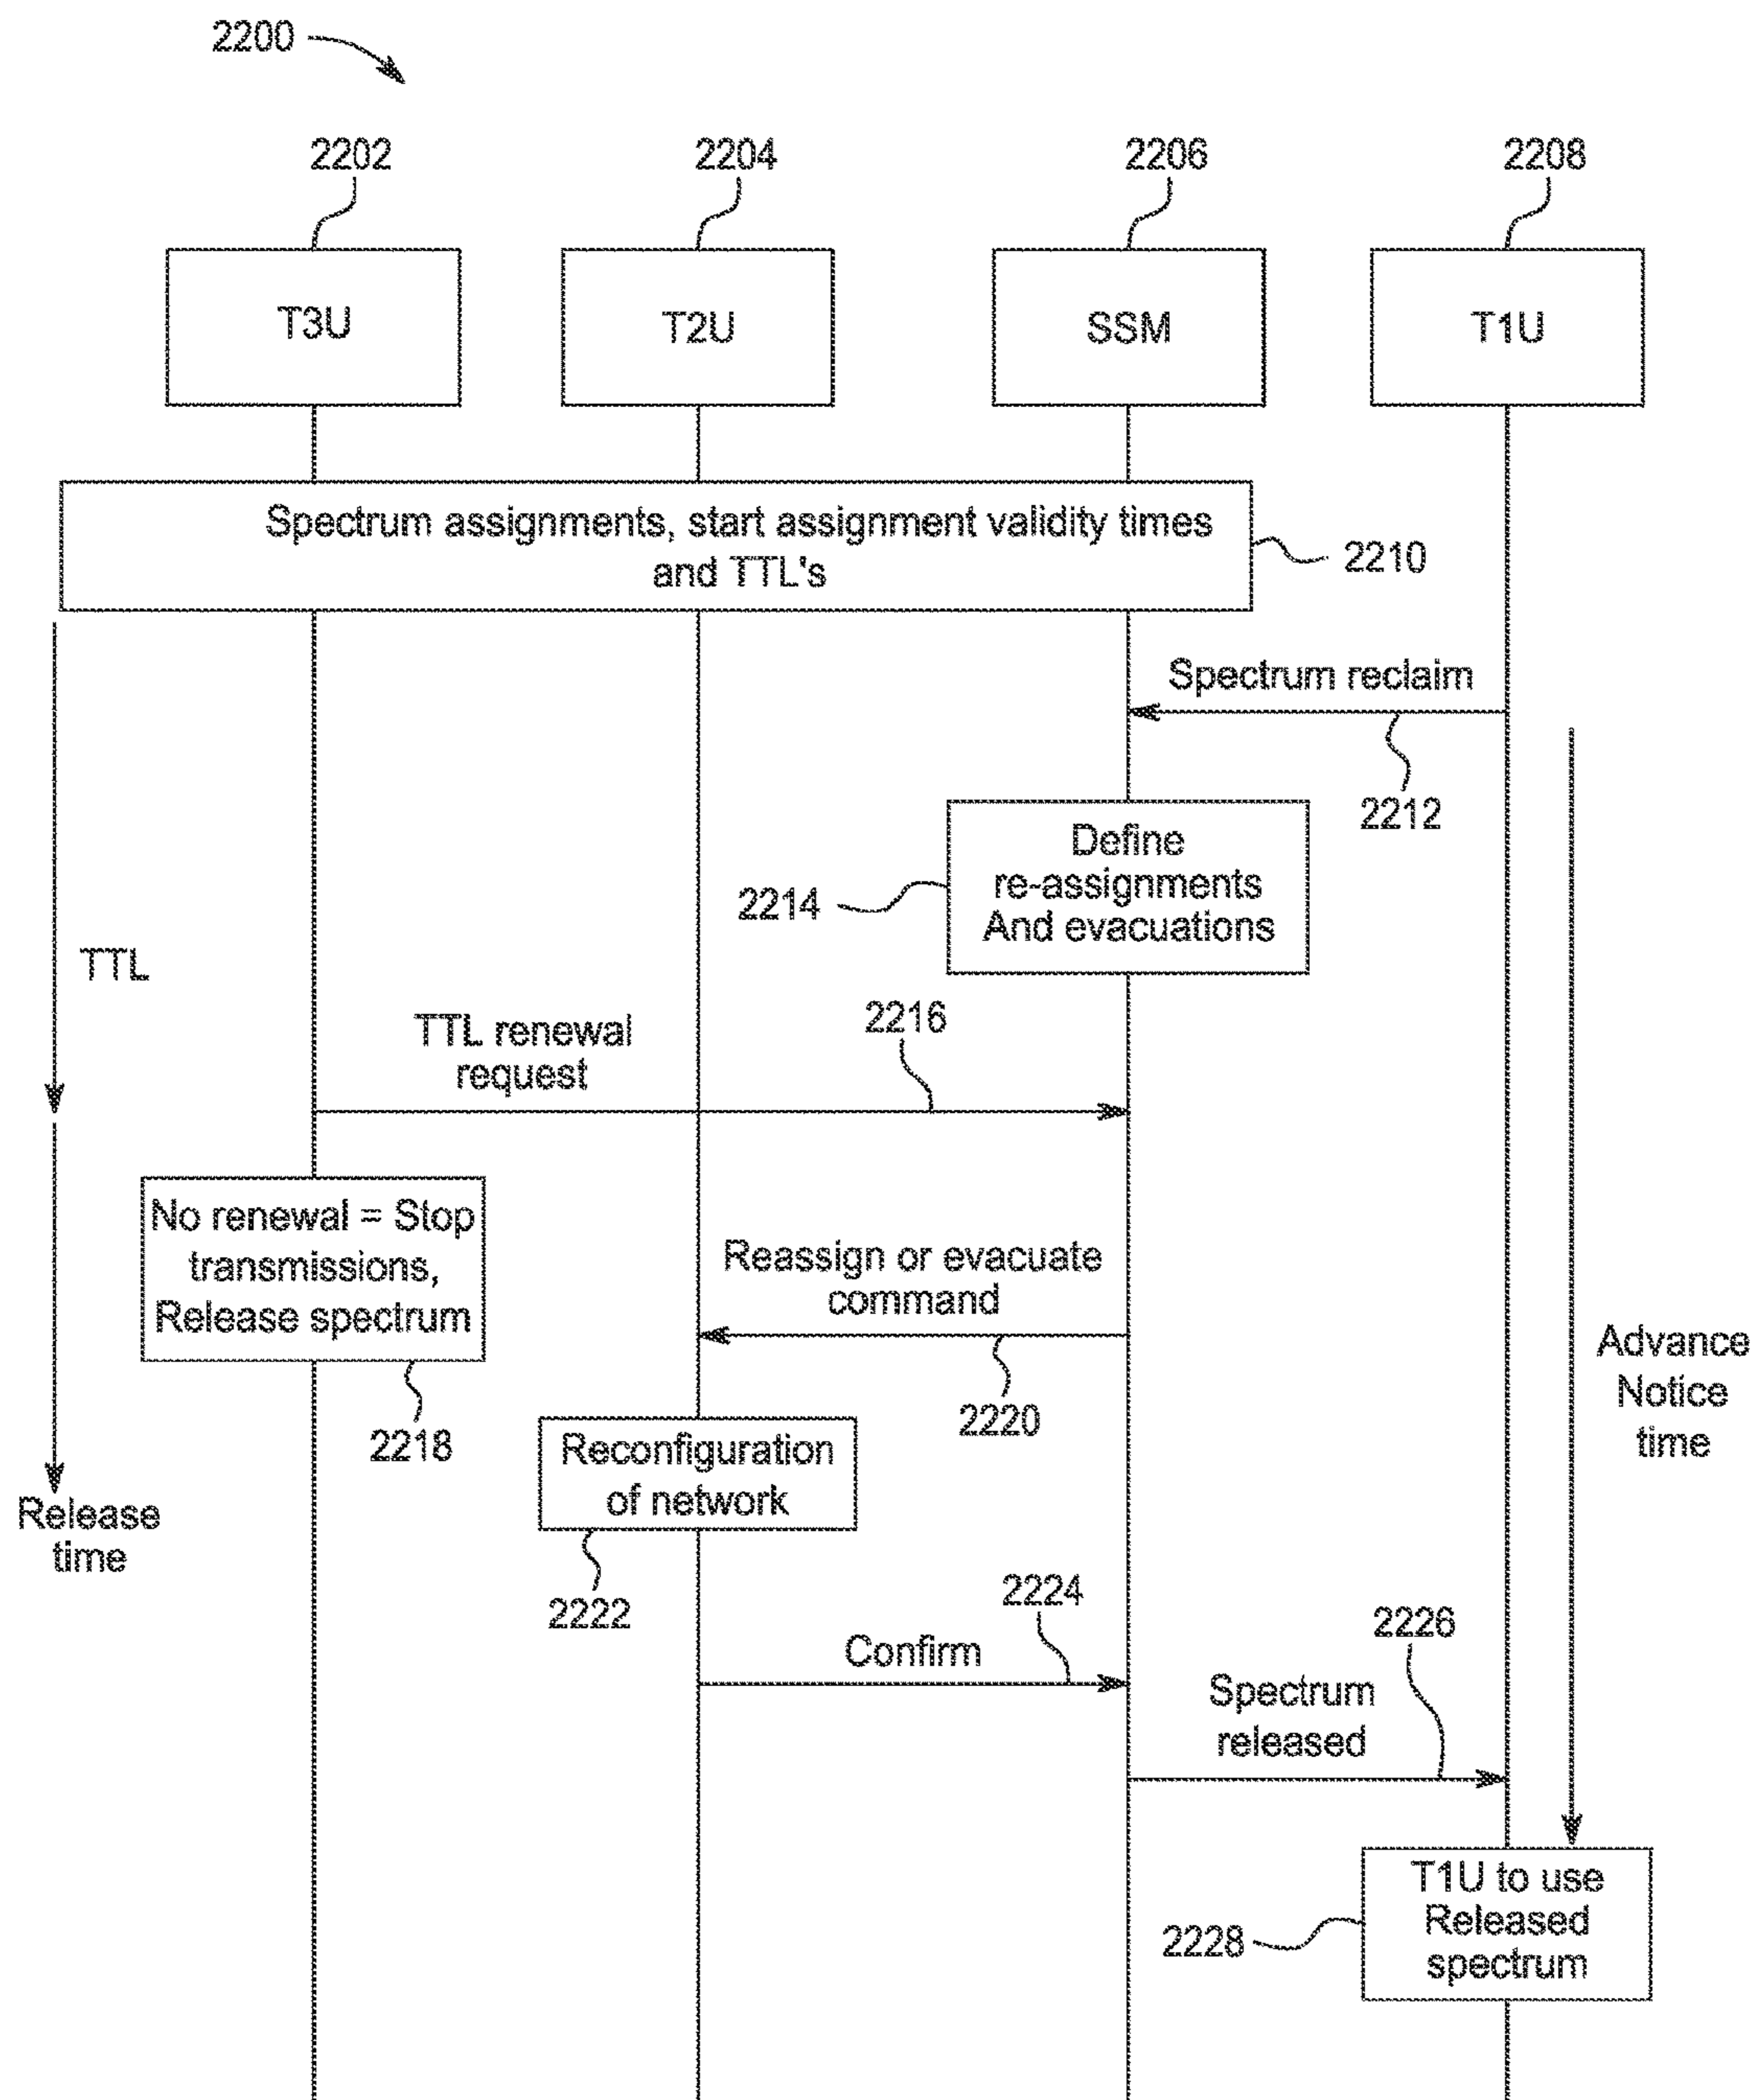 2200
2202
2204
2206
2208
T3U
T2U
SSM
T1U
Spectrum assignments, start assignment validity times
and TTL's
2210
Spectrum reclaim
2212
Define
re-assignments
And evacuations
2214
TTL
TTL renewal
request
2216
No renewal = Stop
transmissions,
Release spectrum
2218
Reassign or evacuate
command
2220
Advance
Notice
time
Reconfiguration
of network
2222
Release
time
Confirm
2224
Spectrum
released
2226
T1U to use
Released
spectrum
2228